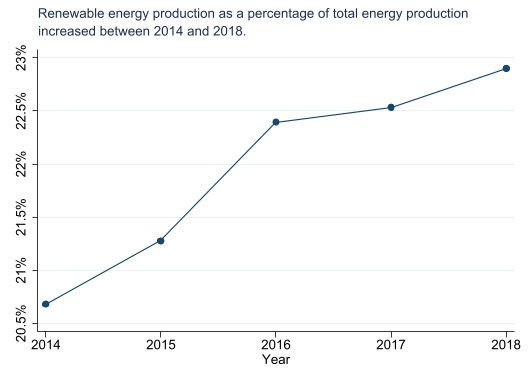 Renewable energy production as a percentage of total energy production
increased between 2014 and 2018.
23%
22.5%
22%
21.5%
21%
20.5%
2014 2015 2016 2017 2018
Year